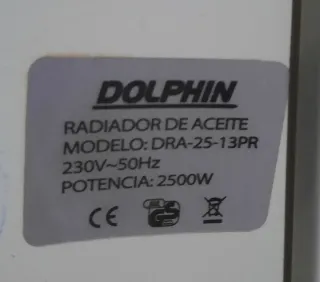 DOLPHIN
RADIADOR DE ACEITE
MODELO: DRA-25-13PR
230V~50Hz
POTENCIA: 2500W
CE